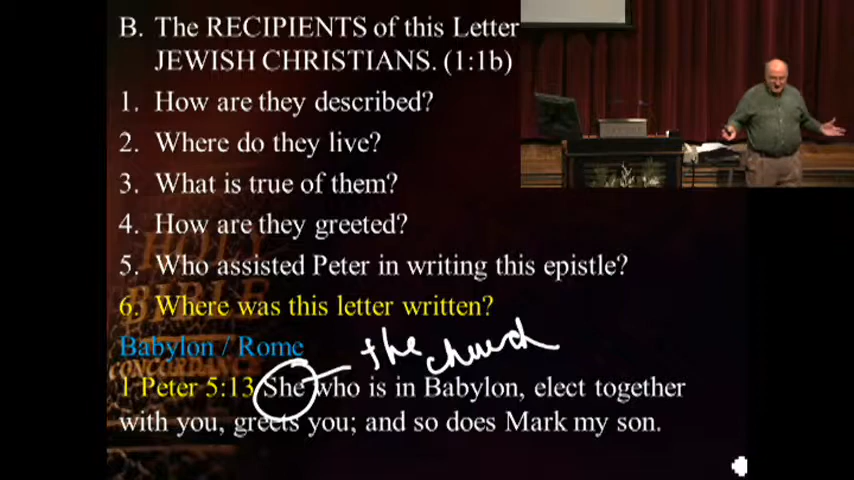 B. The RECIPIENTS of this Letter
JEWISH CHRISTIANS. (1:1b)
1. How are they described?
2. Where do they live?
3. What is true of them?
4. How are they greeted?
5. Who assisted Peter in writing this epistle?
6. Where was this letter written?
Babylon / Rome
the church
1 Peter 5:13 She who is in Babylon, elect together
with you, greets you; and so does Mark my son.
HOLY
BIBLE
CONCORDANCE